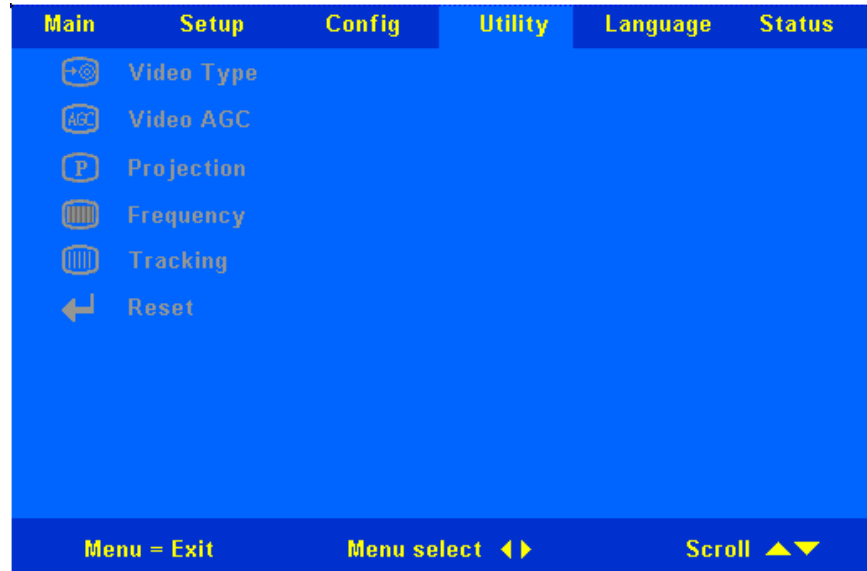 Main Setup Config Utility Language Status
Video Type
AGC Video AGC
P Projection
Frequency
Tracking
Reset
Menu = Exit Menu select Scroll